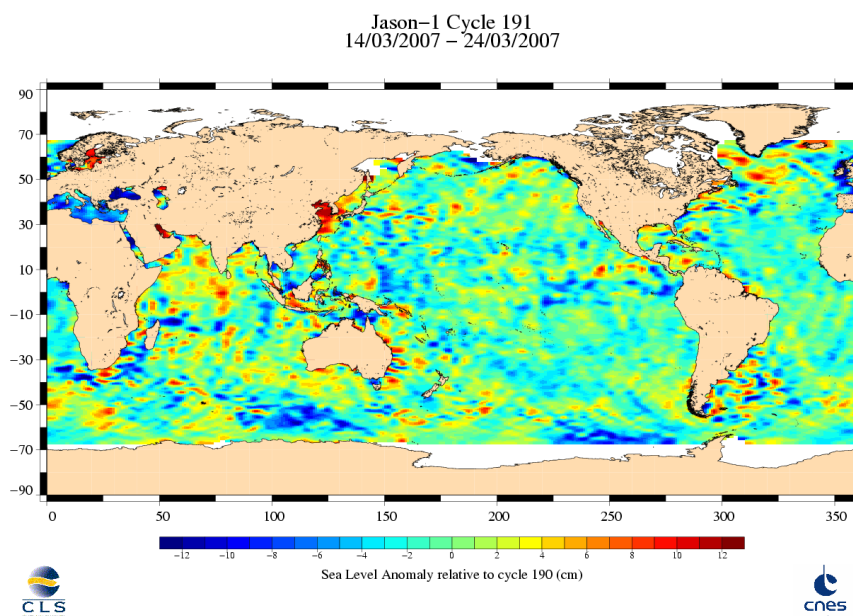 Jason−1 Cycle 191
14/03/2007 − 24/03/2007
90
70
50
30
10
−10
−30
−50
−70
−90
0 50 100 150 200 250 300 350
−12 −10 −8 −6 −4 −2 0 2 4 6 8 10 12
Sea Level Anomaly relative to cycle 190 (cm)
CLS
cnes